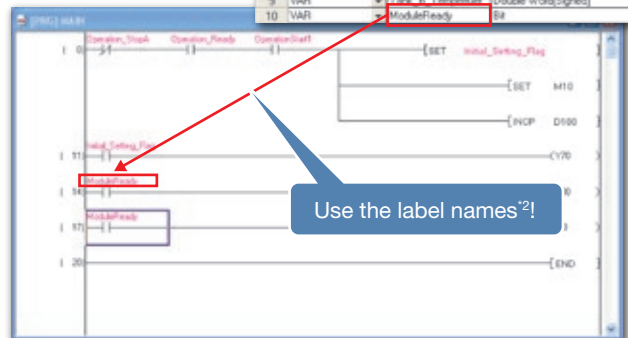 9 VAR Tank_B_Temperature Double Word[Signed]
10 VAR ModuleReady Bit
[PRG] MAIN
Operation_StopA Operation_Ready OperationStart1
( 0) [SET Initial_Setting_Flag ]
[SET M10 ]
[INCP D100 ]
Initial_Setting_Flag
( 11) (Y70 )
ModuleReady
( 14) )
Use the label names*2!
ModuleReady
( 17) )
( 20) [END ]